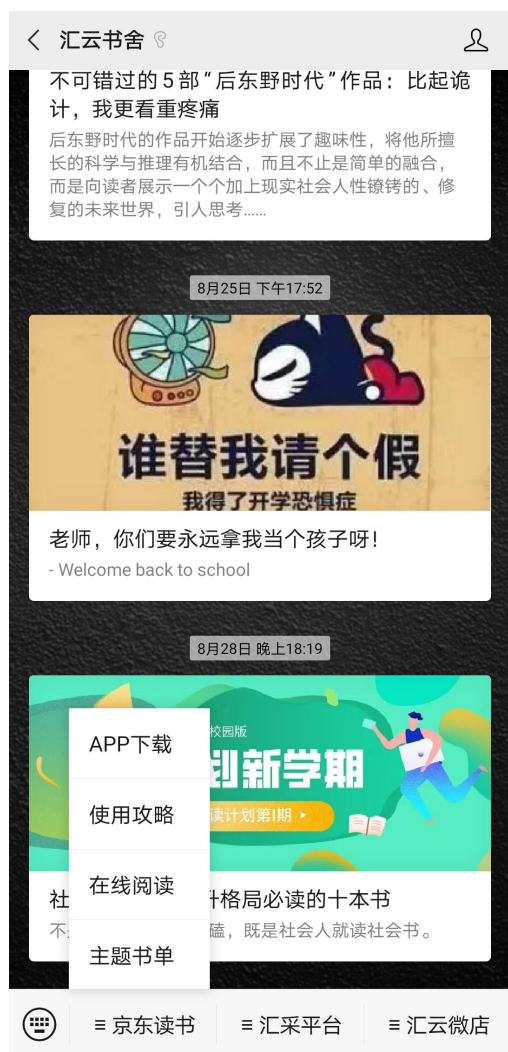 汇云书舍
不可错过的5部“后东野时代”作品：比起诡
计，我更看重疼痛
后东野时代的作品开始逐步扩展了趣味性，将他所擅
长的科学与推理有机结合，而且不止是简单的融合，
而是向读者展示一个个加上现实社会人性镣铐的、修
复的未来世界，引人思考……
8月25日 下午17:52
谁替我请个假
我得了开学恐惧症
老师，你们要永远拿我当个孩子呀！
- Welcome back to school
8月28日 晚上18:19
校园版
划新学期
读计划第1期
APP下载
使用攻略
在线阅读
主题书单
社
升格局必读的十本书
不
磕，既是社会人就读社会书。
京东读书
汇采平台
汇云微店